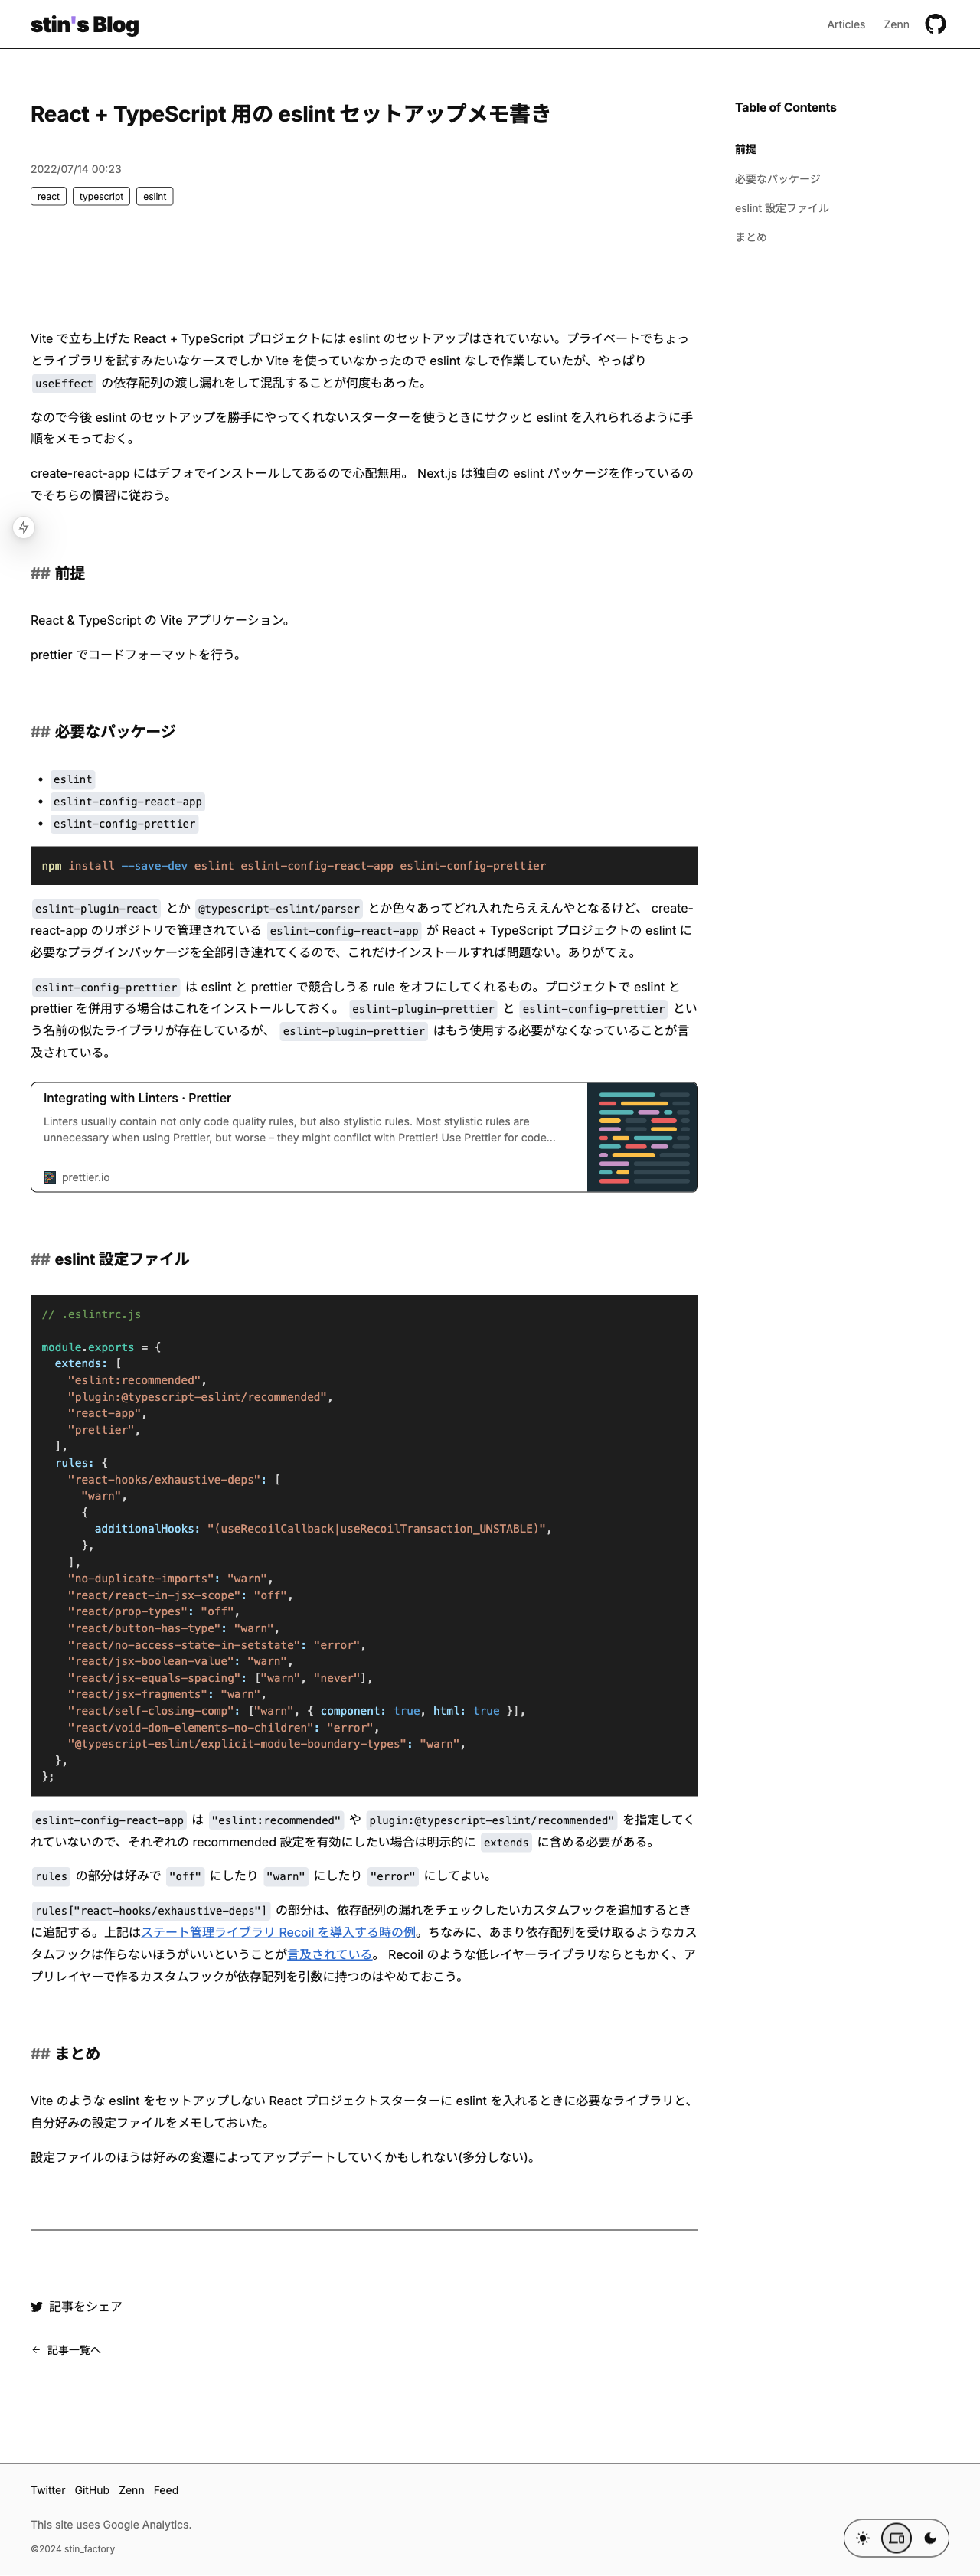 stin's Blog
Articles
Zenn
React + TypeScript 用の eslint セットアップメモ書き
2022/07/14 00:23
react
typescript
eslint
Table of Contents
前提
必要なパッケージ
eslint 設定ファイル
まとめ
Vite で立ち上げた React + TypeScript プロジェクトには eslint のセットアップはされていない。プライベートでちょっ
とライブラリを試すみたいなケースでしか Vite を使っていなかったので eslint なしで作業していたが、やっぱり
useEffect の依存配列の渡し漏れをして混乱することが何度もあった。
なので今後 eslint のセットアップを勝手にやってくれないスターターを使うときにサクッと eslint を入れられるように手
順をメモっておく。
create-react-app にはデフォでインストールしてあるので心配無用。 Next.js は独自の eslint パッケージを作っているの
でそちらの慣習に従おう。
## 前提
React & TypeScript の Vite アプリケーション。
prettier でコードフォーマットを行う。
## 必要なパッケージ
• eslint
• eslint-config-react-app
• eslint-config-prettier
npm install --save-dev eslint eslint-config-react-app eslint-config-prettier
eslint-plugin-react とか @typescript-eslint/parser とか色々あってどれ入れたらええんやとなるけど、 create-
react-app のリポジトリで管理されている eslint-config-react-app が React + TypeScript プロジェクトの eslint に
必要なプラグインパッケージを全部引き連れてくるので、これだけインストールすれば問題ない。ありがてぇ。
eslint-config-prettier は eslint と prettier で競合しうる rule をオフにしてくれるもの。プロジェクトで eslint と
prettier を併用する場合はこれをインストールしておく。 eslint-plugin-prettier と eslint-config-prettier とい
う名前の似たライブラリが存在しているが、 eslint-plugin-prettier はもう使用する必要がなくなっていることが言
及されている。
Integrating with Linters · Prettier
Linters usually contain not only code quality rules, but also stylistic rules. Most stylistic rules are
unnecessary when using Prettier, but worse – they might conflict with Prettier! Use Prettier for code...
prettier.io
## eslint 設定ファイル
// .eslintrc.js
module.exports = {
  extends: [
    "eslint:recommended",
    "plugin:@typescript-eslint/recommended",
    "react-app",
    "prettier",
  ],
  rules: {
    "react-hooks/exhaustive-deps": [
      "warn",
      {
        additionalHooks: "(useRecoilCallback|useRecoilTransaction_UNSTABLE)",
      },
    ],
    "no-duplicate-imports": "warn",
    "react/react-in-jsx-scope": "off",
    "react/prop-types": "off",
    "react/button-has-type": "warn",
    "react/no-access-state-in-setstate": "error",
    "react/jsx-boolean-value": "warn",
    "react/jsx-equals-spacing": ["warn", "never"],
    "react/jsx-fragments": "warn",
    "react/self-closing-comp": ["warn", { component: true, html: true }],
    "react/void-dom-elements-no-children": "error",
    "@typescript-eslint/explicit-module-boundary-types": "warn",
  },
};
eslint-config-react-app は "eslint:recommended" や plugin:@typescript-eslint/recommended" を指定してく
れていないので、それぞれの recommended 設定を有効にしたい場合は明示的に extends に含める必要がある。
rules の部分は好みで "off" にしたり "warn" にしたり "error" にしてよい。
rules["react-hooks/exhaustive-deps"] の部分は、依存配列の漏れをチェックしたいカスタムフックを追加するとき
に追記する。上記はステート管理ライブラリ Recoil を導入する時の例。ちなみに、あまり依存配列を受け取るようなカス
タムフックは作らないほうがいいということが言及されている。 Recoil のような低レイヤーライブラリならともかく、ア
プリレイヤーで作るカスタムフックが依存配列を引数に持つのはやめておこう。
## まとめ
Vite のような eslint をセットアップしない React プロジェクトスターターに eslint を入れるときに必要なライブラリと、
自分好みの設定ファイルをメモしておいた。
設定ファイルのほうは好みの変遷によってアップデートしていくかもしれない(多分しない)。
記事をシェア
← 記事一覧へ
Twitter GitHub Zenn Feed
This site uses Google Analytics.
©2024 stin_factory